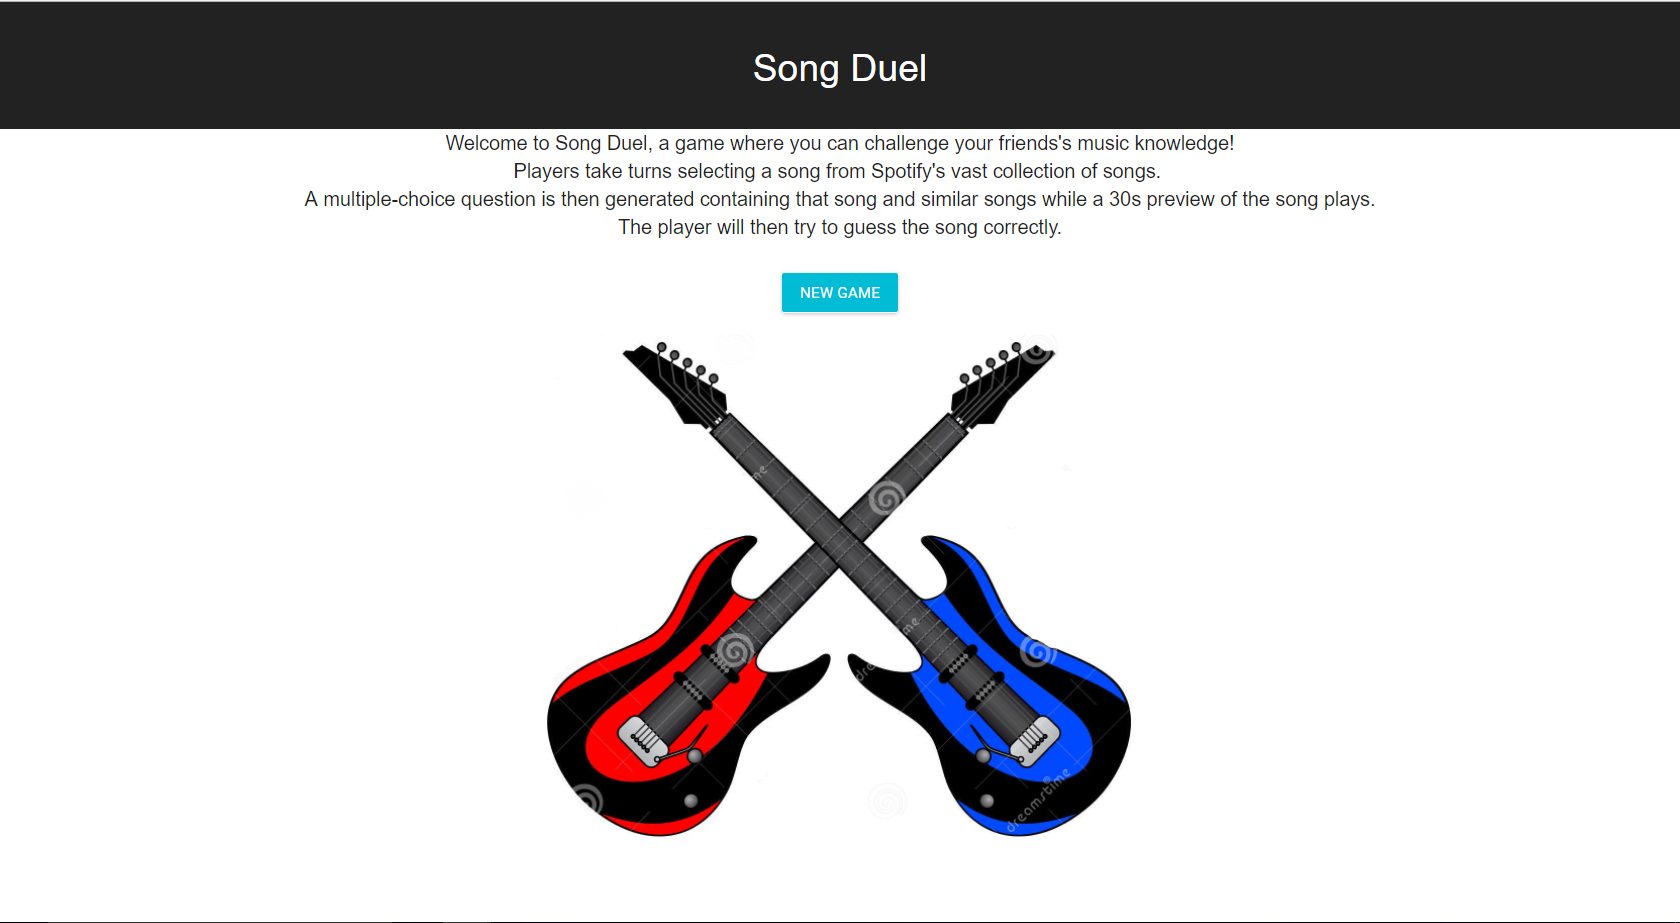 Song Duel
Welcome to Song Duel, a game where you can challenge your friends's music knowledge!
Players take turns selecting a song from Spotify's vast collection of songs.
A multiple-choice question is then generated containing that song and similar songs while a 30s preview of the song plays.
The player will then try to guess the song correctly.
NEW GAME
me
me
drea
dreamstime